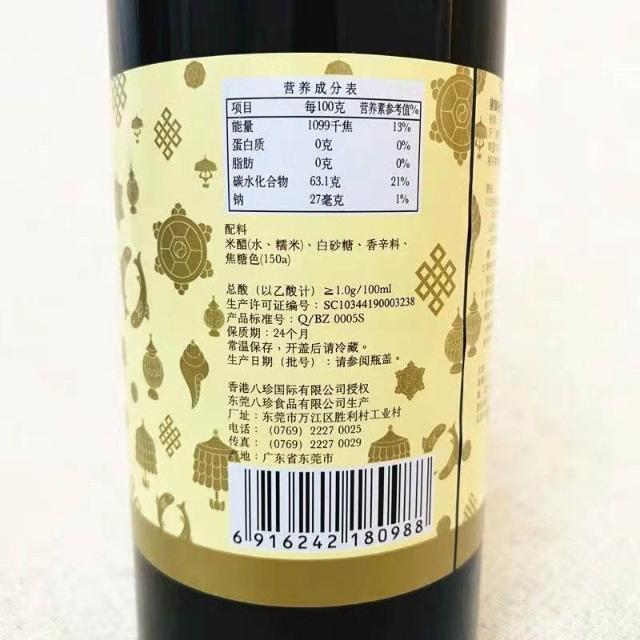 营养成分表
项目 每100克 营养素参考值%
能量 1099千焦 13%
蛋白质 0克 0%
脂肪 0克 0%
碳水化合物 63.1克 21%
钠 27毫克 1%
配料
米醋(水、糯米)、白砂糖、香辛料、
焦糖色(150a)
总酸（以乙酸计）≥1.0g/100ml
生产许可证编号：SC10344190003238
产品标准号：Q/BZ 0005S
保质期：24个月
常温保存，开盖后请冷藏。
生产日期（批号）：请参阅瓶盖。
香港八珍国际有限公司授权
东莞八珍食品有限公司生产
厂址：东莞市万江区胜利村工业村
电话：（0769）2227 0025
传真：（0769）2227 0029
产地：广东省东莞市
6 916242 180988